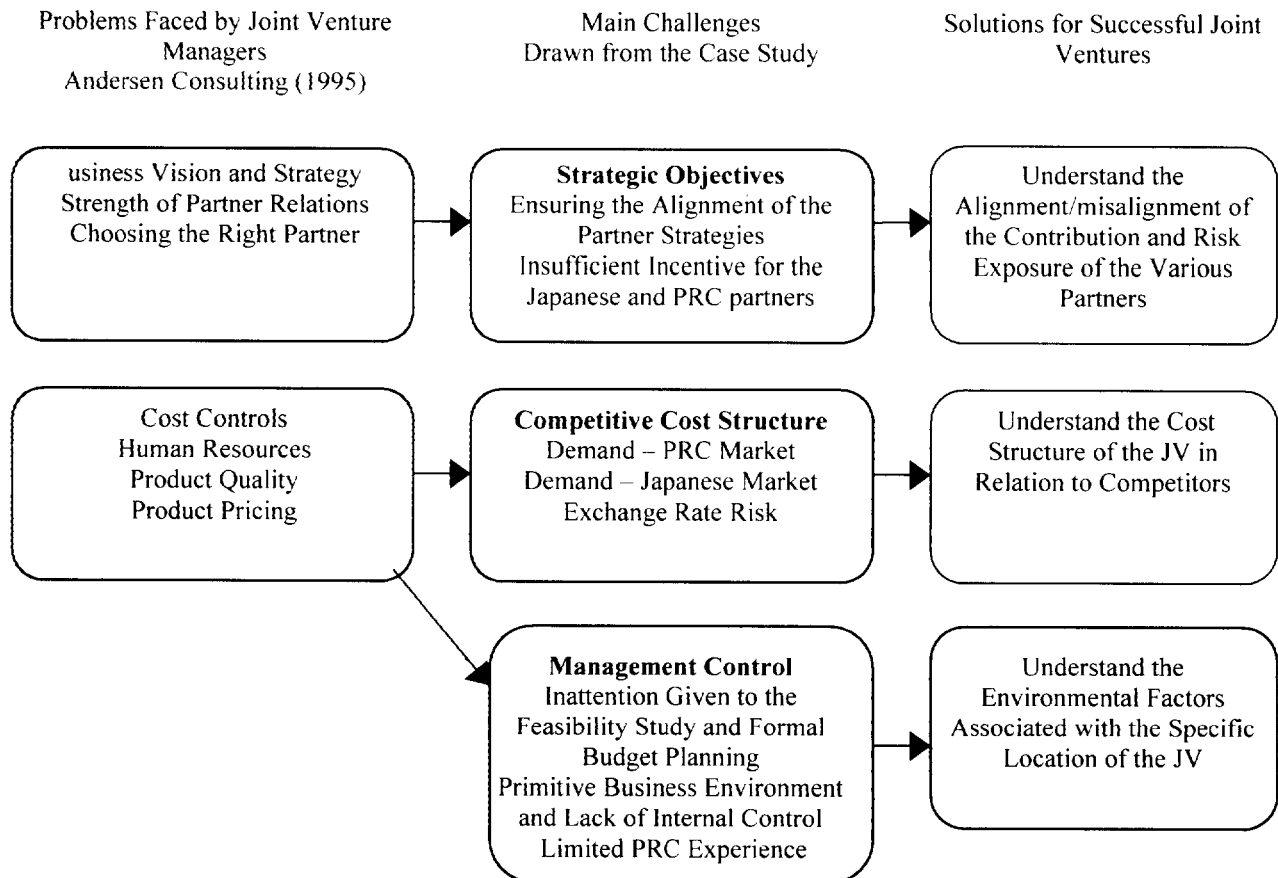 Problems Faced by Joint Venture
Managers
Andersen Consulting (1995)
Main Challenges
Drawn from the Case Study
Solutions for Successful Joint
Ventures
usiness Vision and Strategy
Strength of Partner Relations
Choosing the Right Partner
Strategic Objectives
Ensuring the Alignment of the
Partner Strategies
Insufficient Incentive for the
Japanese and PRC partners
Understand the
Alignment/misalignment of
the Contribution and Risk
Exposure of the Various
Partners
Cost Controls
Human Resources
Product Quality
Product Pricing
Competitive Cost Structure
Demand – PRC Market
Demand – Japanese Market
Exchange Rate Risk
Understand the Cost
Structure of the JV in
Relation to Competitors
Management Control
Inattention Given to the
Feasibility Study and Formal
Budget Planning
Primitive Business Environment
and Lack of Internal Control
Limited PRC Experience
Understand the
Environmental Factors
Associated with the Specific
Location of the JV